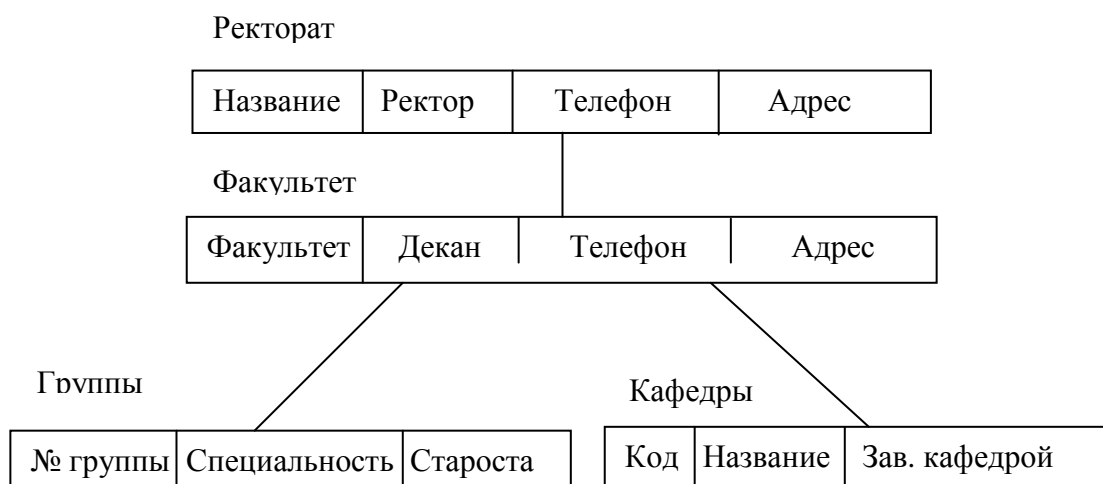 Ректорат
Название Ректор Телефон Адрес
Факультет
Факультет Декан Телефон Адрес
Группы
Кафедры
№ группы Специальность Староста
Код Название Зав. кафедрой